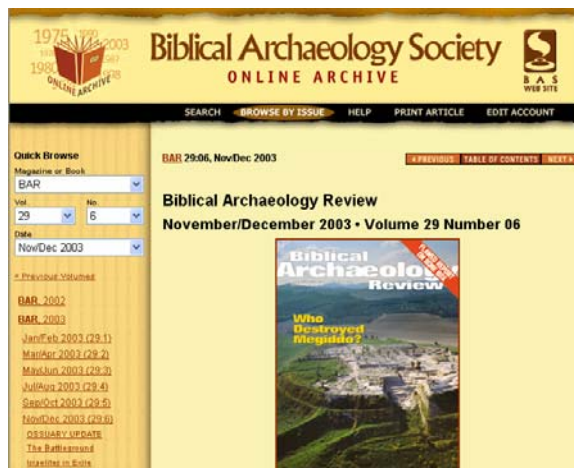 1975 1990 2003
1980
ONLINE ARCHIVE
Biblical Archaeology Society
ONLINE ARCHIVE
BAS
WEB SITE
SEARCH BROWSE BY ISSUE HELP PRINT ARTICLE EDIT ACCOUNT
Quick Browse
Magazine or Book
BAR
Vol. No.
29 6
Date
Nov/Dec 2003
< Previous Volumes
BAR, 2002
BAR, 2003
Jan/Feb 2003 (29:1)
Mar/Apr 2003 (29:2)
May/Jun 2003 (29:3)
Jul/Aug 2003 (29:4)
Sep/Oct 2003 (29:5)
Nov/Dec 2003 (29:6)
OSSUARY UPDATE
The Battleground
Israelites in Exile
BAR 29:06, Nov/Dec 2003
PREVIOUS TABLE OF CONTENTS NEXT
Biblical Archaeology Review
November/December 2003 • Volume 29 Number 06
Biblical
Archaeology
Review
Who
Destroyed
Megiddo?